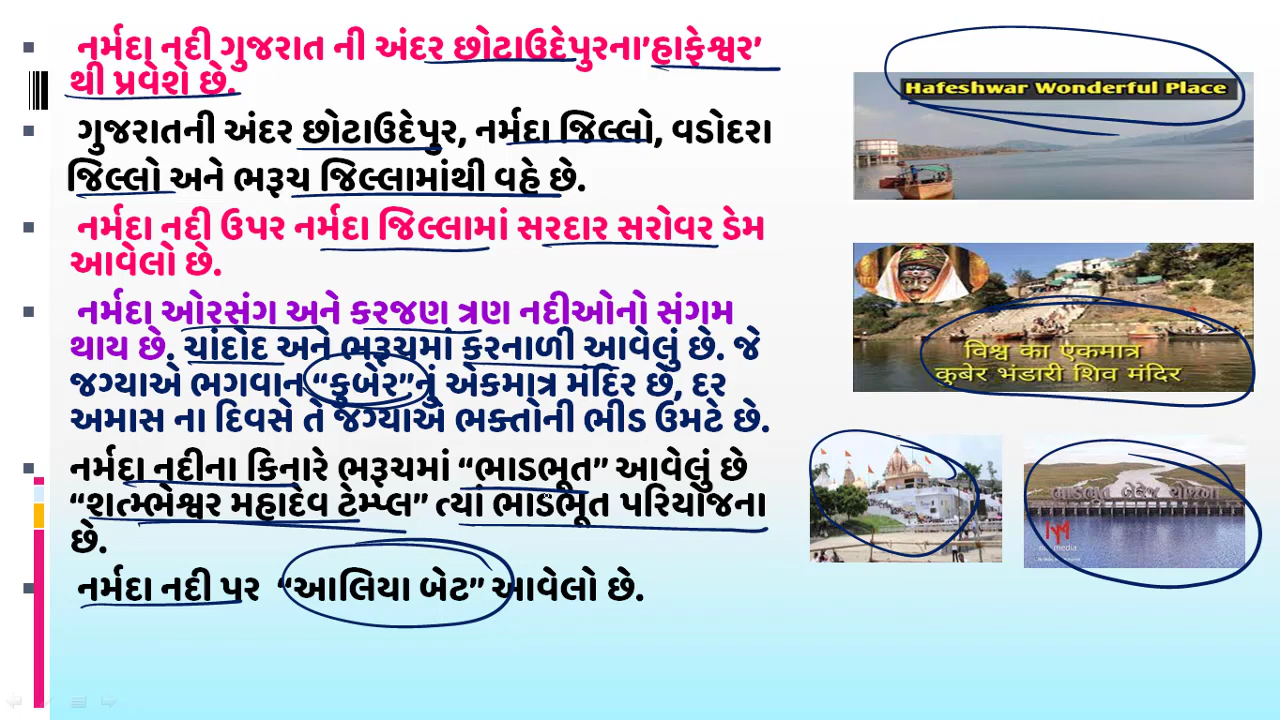 નર્મદા નદી ગુજરાત ની અંદર છોટાઉદેપુરના’હાફેશ્વર’
થી પ્રવેશે છે.
ગુજરાતની અંદર છોટાઉદેપુર, નર્મદા જિલ્લો, વડોદરા
જિલ્લો અને ભરૂચ જિલ્લામાંથી વહે છે.
નર્મદા નદી ઉપર નર્મદા જિલ્લામાં સરદાર સરોવર ડેમ
આવેલો છે.
નર્મદા ઓરસંગ અને કરજણ ત્રણ નદીઓનો સંગમ
થાય છે. ચાંદોદ અને ભરૂચમાં કરનાળી આવેલું છે. જે
જગ્યાએ ભગવાન “કુબેર”નું એકમાત્ર મંદિર છે, દર
અમાસ ના દિવસે તે જગ્યાએ ભક્તોની ભીડ ઉમટે છે.
નર્મદા નદીના કિનારે ભરૂચમાં “ભાડભૂત” આવેલું છે
“શત્મ્ભેશ્વર મહાદેવ ટેમ્પ્લ” ત્યાં ભાડભૂત પરિયોજના
છે.
નર્મદા નદી પર “આલિયા બેટ” આવેલો છે.
Hafeshwar Wonderful Place
विश्व का एकमात्र
कुबेर भंडारी शिव मंदिर
ભાડભૂત બેરેજ યોજના
media